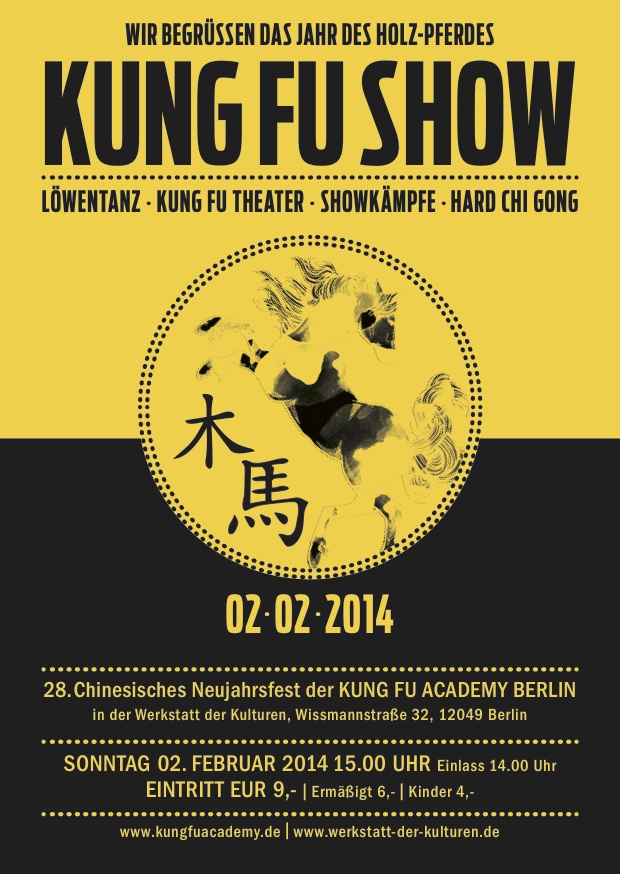 WIR BEGRÜSSEN DAS JAHR DES HOLZ-PFERDES
KUNG FU SHOW
LÖWENTANZ · KUNG FU THEATER · SHOWKÄMPFE · HARD CHI GONG
木
馬
02·02·2014
28. Chinesisches Neujahrsfest der KUNG FU ACADEMY BERLIN
in der Werkstatt der Kulturen, Wissmannstraße 32, 12049 Berlin
SONNTAG 02. FEBRUAR 2014 15.00 UHR Einlass 14.00 Uhr
EINTRITT EUR 9,- | Ermäßigt 6,- | Kinder 4,-
www.kungfuacademy.de | www.werkstatt-der-kulturen.de